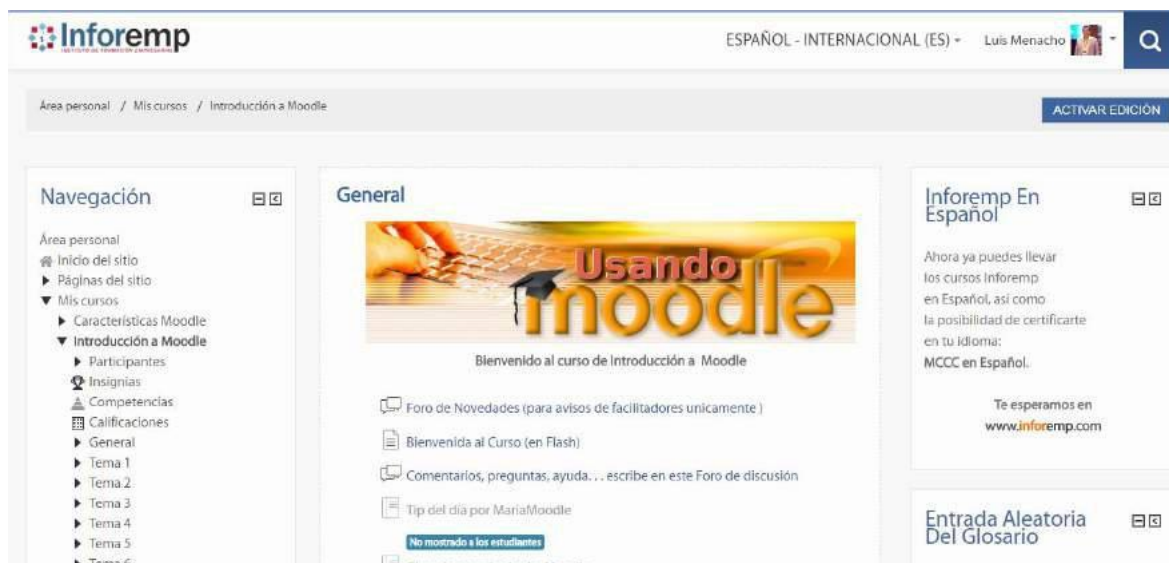 Inforemp
INSTITUTO DE FORMACIÓN EMPRESARIAL
ESPAÑOL - INTERNACIONAL (ES)
Luis Menacho
Área personal / Mis cursos / Introducción a Moodle
ACTIVAR EDICIÓN
Navegación
Área personal
Inicio del sitio
Páginas del sitio
Mis cursos
Características Moodle
Introducción a Moodle
Participantes
Insignias
Competencias
Calificaciones
General
Tema 1
Tema 2
Tema 3
Tema 4
Tema 5
Tema 6
General
Usando
moodle
Bienvenido al curso de Introducción a Moodle
Foro de Novedades (para avisos de facilitadores unicamente )
Bienvenida al Curso (en Flash)
Comentarios, preguntas, ayuda. . . escribe en este Foro de discusión
Tip del día por MariaMoodle
No mostrado a los estudiantes
Inforemp En
Español
Ahora ya puedes llevar
los cursos Inforemp
en Español, así como
la posibilidad de certificarte
en tu idioma:
MCCC en Español.
Te esperamos en
www.inforemp.com
Entrada Aleatoria
Del Glosario